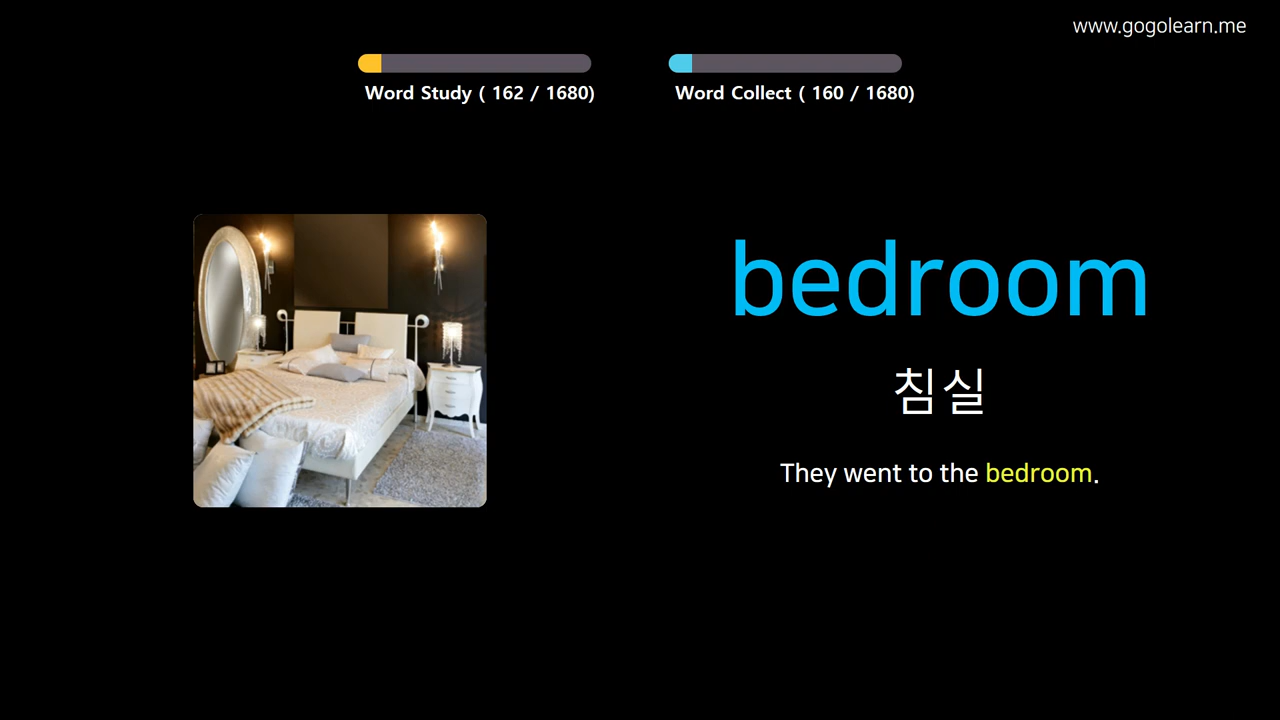 www.gogolearn.me
Word Study ( 162 / 1680)
Word Collect ( 160 / 1680)
bedroom
침실
They went to the bedroom.